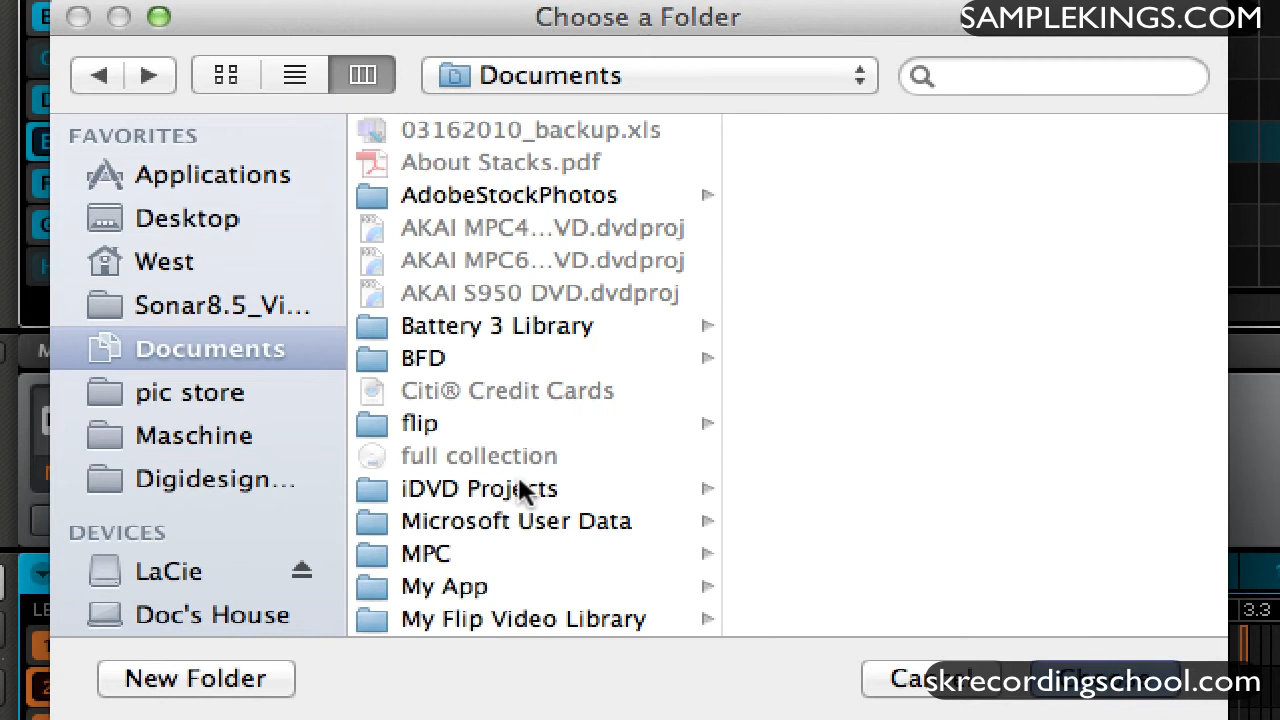 Choose a Folder
SAMPLEKINGS.COM
Documents
FAVORITES
Applications
Desktop
West
Sonar8.5_Vi...
Documents
pic store
Maschine
Digidesign...
DEVICES
LaCie
Doc's House
03162010_backup.xls
About Stacks.pdf
AdobeStockPhotos
AKAI MPC4...VD.dvdproj
AKAI MPC6...VD.dvdproj
AKAI S950 DVD.dvdproj
Battery 3 Library
BFD
Citi® Credit Cards
flip
full collection
iDVD Projects
Microsoft User Data
MPC
My App
My Flip Video Library
3.3
New Folder
skrecordingschool.com